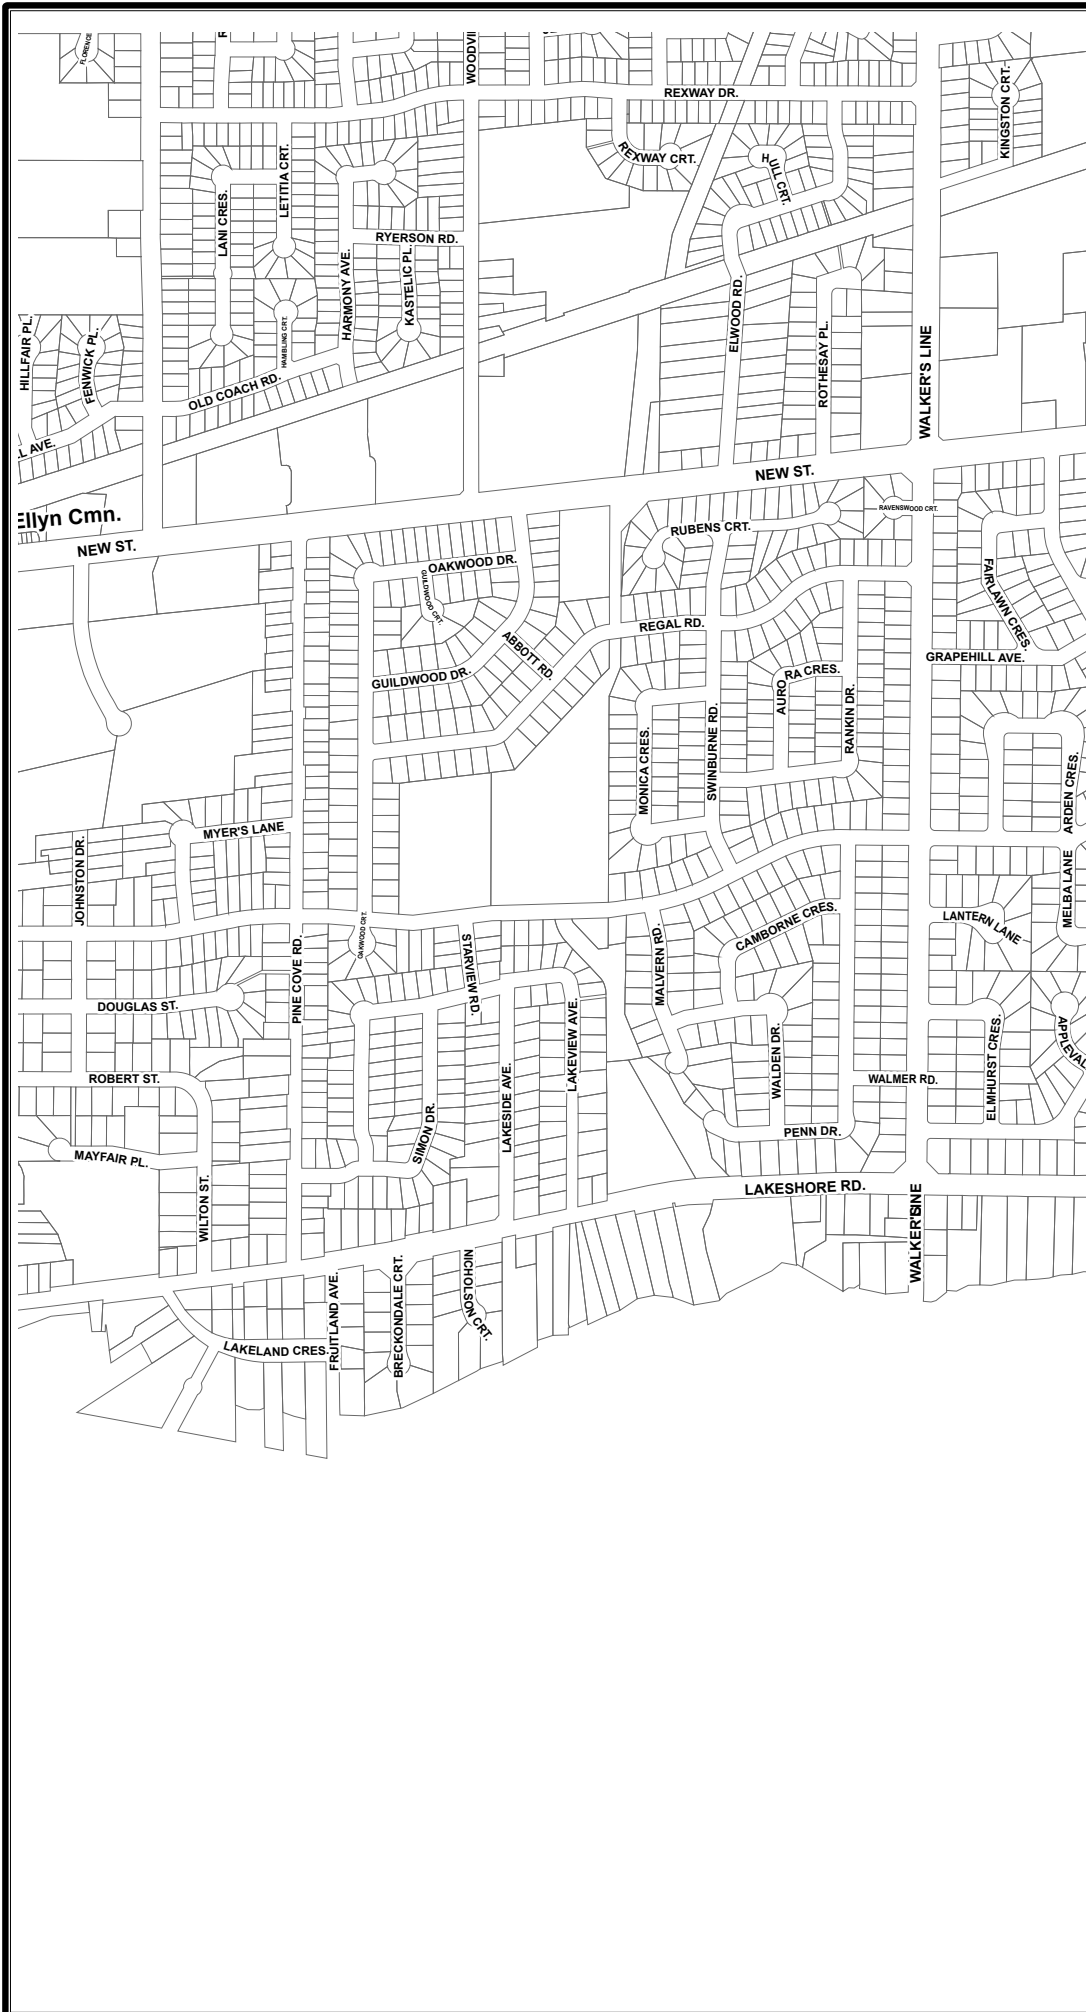 FLORENCE
REXWAY DR.
KINGSTON CRT.
REXWAY CRT.
HULL CRT.
LETITIA CRT.
LANI CRES.
RYERSON RD.
HARMONY AVE.
KASTELIC PL.
ELWOOD RD.
ROTHESAY PL.
WALKER'S LINE
HILLFAIR PL.
FENWICK PL.
HAMBLING CRT.
OLD COACH RD.
AVE.
NEW ST.
Ellyn Cmn.
NEW ST.
RUBENS CRT.
RAVENSWOOD CRT.
OAKWOOD DR.
GUILDWOOD CRT.
FAIRLAWN CRES.
REGAL RD.
ABBOTT RD.
GRAPEHILL AVE.
GUILDWOOD DR.
AURORA CRES.
RANKIN DR.
SWINBURNE RD.
MONICA CRES.
ARDEN CRES.
MYER'S LANE
JOHNSTON DR.
MELBA LANE
CAMBORNE CRES.
LANTERN LANE
OAKWOOD CRT.
STARVIEW RD.
MALVERN RD.
PINE COVE RD.
DOUGLAS ST.
LAKEVIEW AVE.
WALDEN DR.
ELMHURST CRES.
APPLEVAL
ROBERT ST.
WALMER RD.
LAKESIDE AVE.
SIMON DR.
PENN DR.
MAYFAIR PL.
LAKESHORE RD.
WILTON ST.
WALKER'S LINE
FRUITLAND AVE.
BRECKONDALE CRT.
NICHOLSON CRT.
LAKELAND CRES.